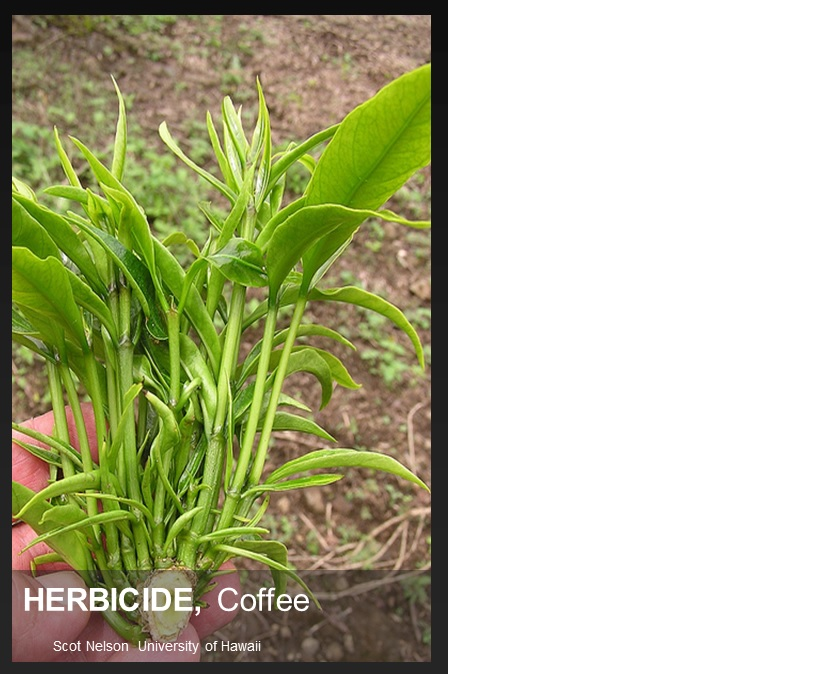 HERBICIDE, Coffee
Scot Nelson University of Hawaii